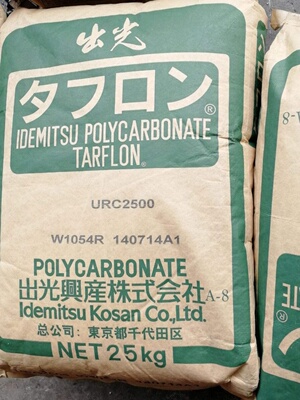 出光
タフロン®
IDEMITSU POLYCARBONATE
TARFLON®
URC2500
W1054R 140714A1
POLYCARBONATE
出光興産株式会社 A-8
Idemitsu Kosan Co.,Ltd.
总公司: 東京都千代田区
NET 25kg